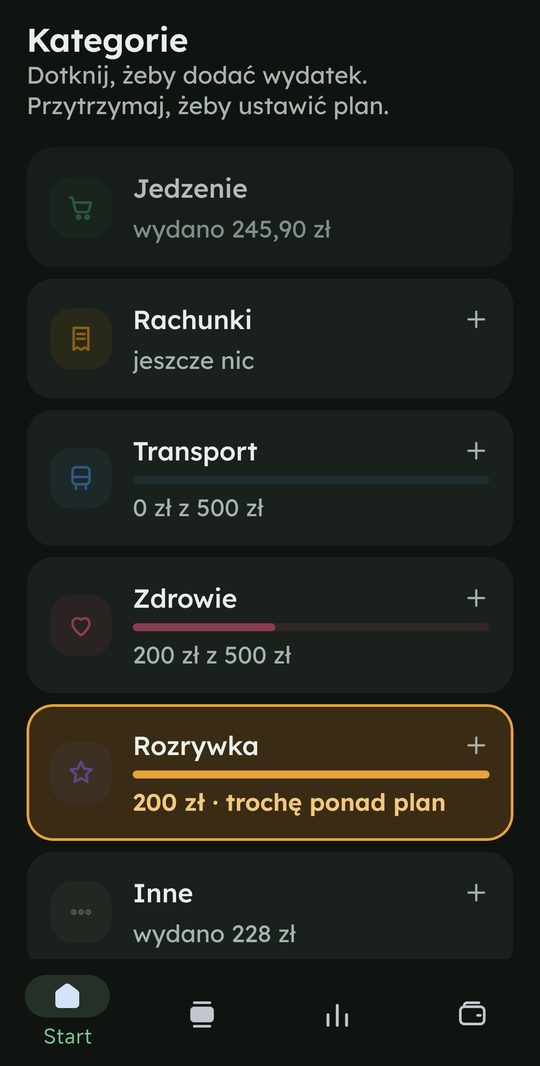 Kategorie
Dotknij, żeby dodać wydatek.
Przytrzymaj, żeby ustawić plan.
Jedzenie
wydano 245,90 zł
Rachunki
jeszcze nic
Transport
0 zł z 500 zł
Zdrowie
200 zł z 500 zł
Rozrywka
200 zł · trochę ponad plan
Inne
wydano 228 zł
Start